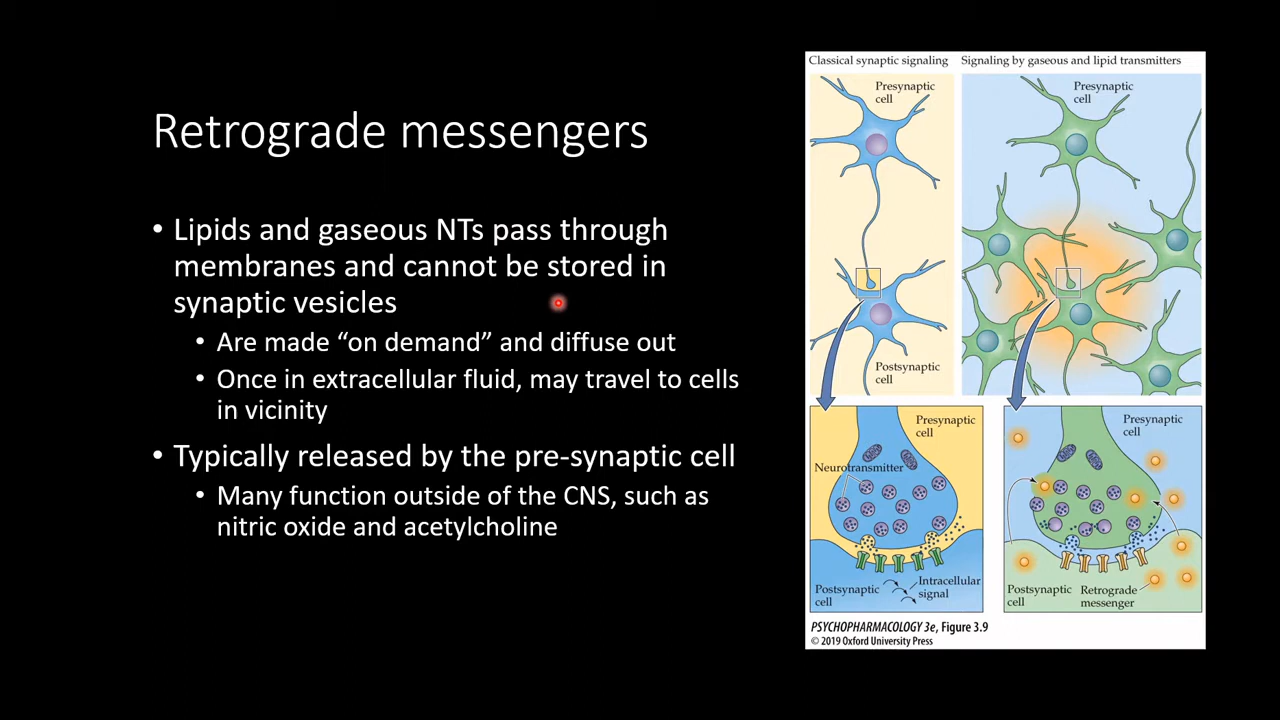 Retrograde messengers
• Lipids and gaseous NTs pass through
membranes and cannot be stored in
synaptic vesicles
• Are made “on demand” and diffuse out
• Once in extracellular fluid, may travel to cells
in vicinity
• Typically released by the pre-synaptic cell
• Many function outside of the CNS, such as
nitric oxide and acetylcholine
Classical synaptic signaling
Signaling by gaseous and lipid transmitters
Presynaptic
cell
Presynaptic
cell
Postsynaptic
cell
Presynaptic
cell
Neurotransmitter
Postsynaptic
cell
Intracellular
signal
Presynaptic
cell
Postsynaptic
cell
Retrograde
messenger
PSYCHOPHARMACOLOGY 3e, Figure 3.9
© 2019 Oxford University Press